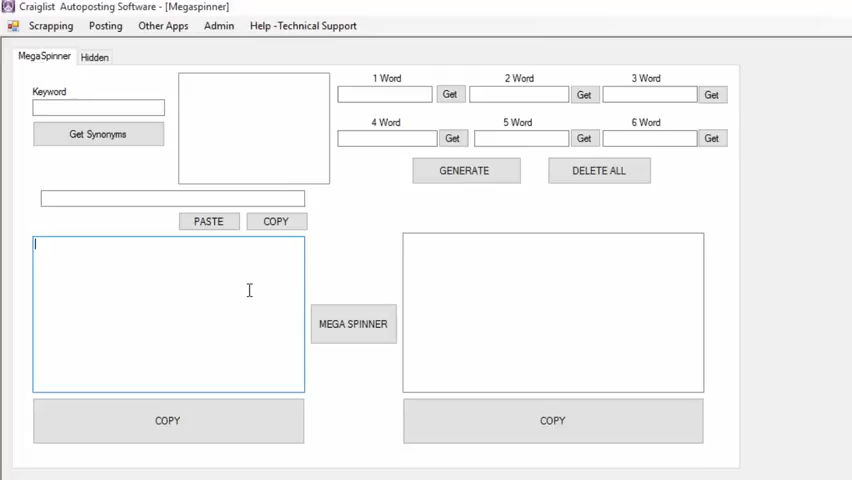 Craiglist Autoposting Software - [Megaspinner]
Scrapping Posting Other Apps Admin Help -Technical Support
MegaSpinner Hidden
Keyword
Get Synonyms
1 Word 2 Word 3 Word
Get Get Get
4 Word 5 Word 6 Word
Get Get Get
GENERATE DELETE ALL
PASTE COPY
MEGA SPINNER
COPY COPY